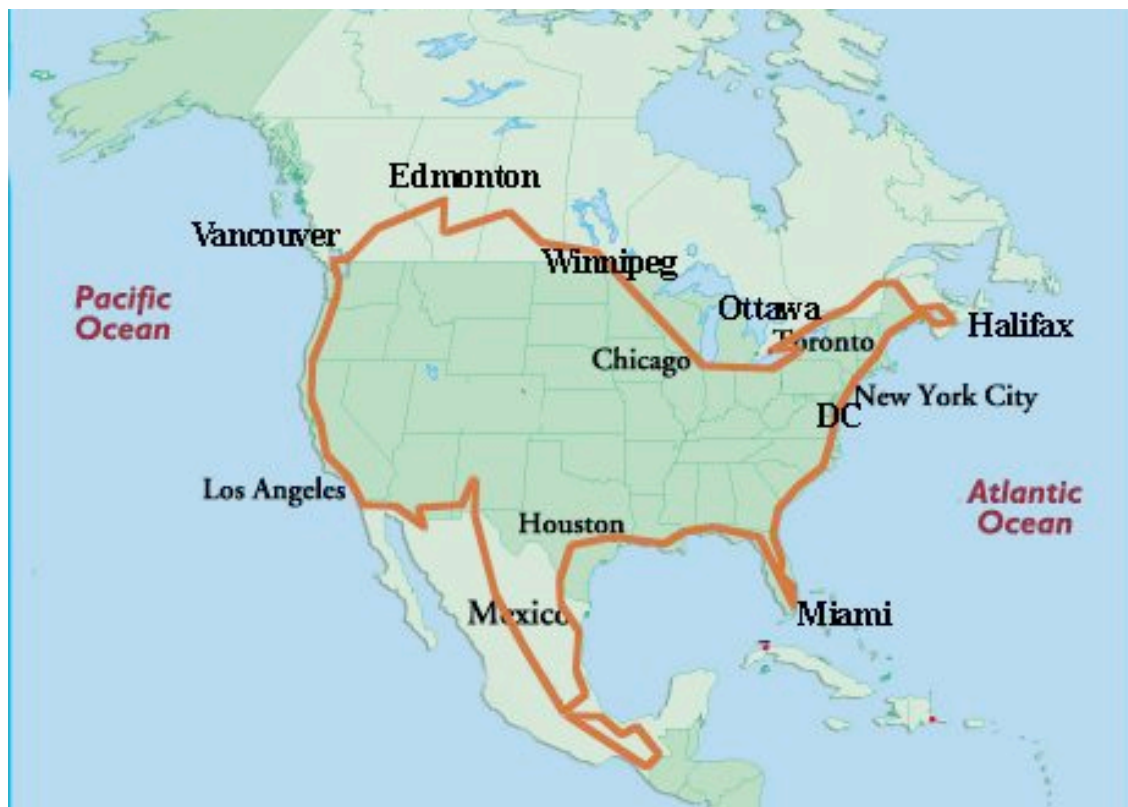 Edmonton
Vancouver
Winnipeg
Pacific
Ocean
Ottawa
Halifax
Toronto
Chicago
New York City
DC
Los Angeles
Atlantic
Ocean
Houston
Mexico
Miami